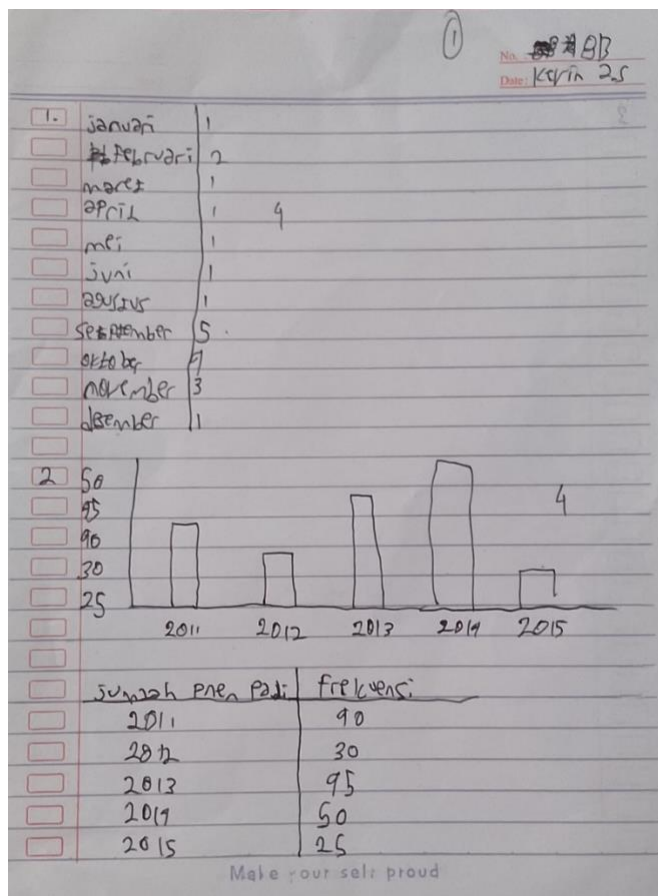 1
No. 8B
Date: Kevin 25
1. januari 1
februari 2
maret 1
april 1 4
mei 1
juni 1
agustus 1
september 5
oktober
november 3
desember 1
2 50
45 4
40
30
25
2011 2012 2013 2014 2015
jumlah pnen padi frekuensi
2011 40
2012 30
2013 45
2014 50
2015 25
Make your self proud